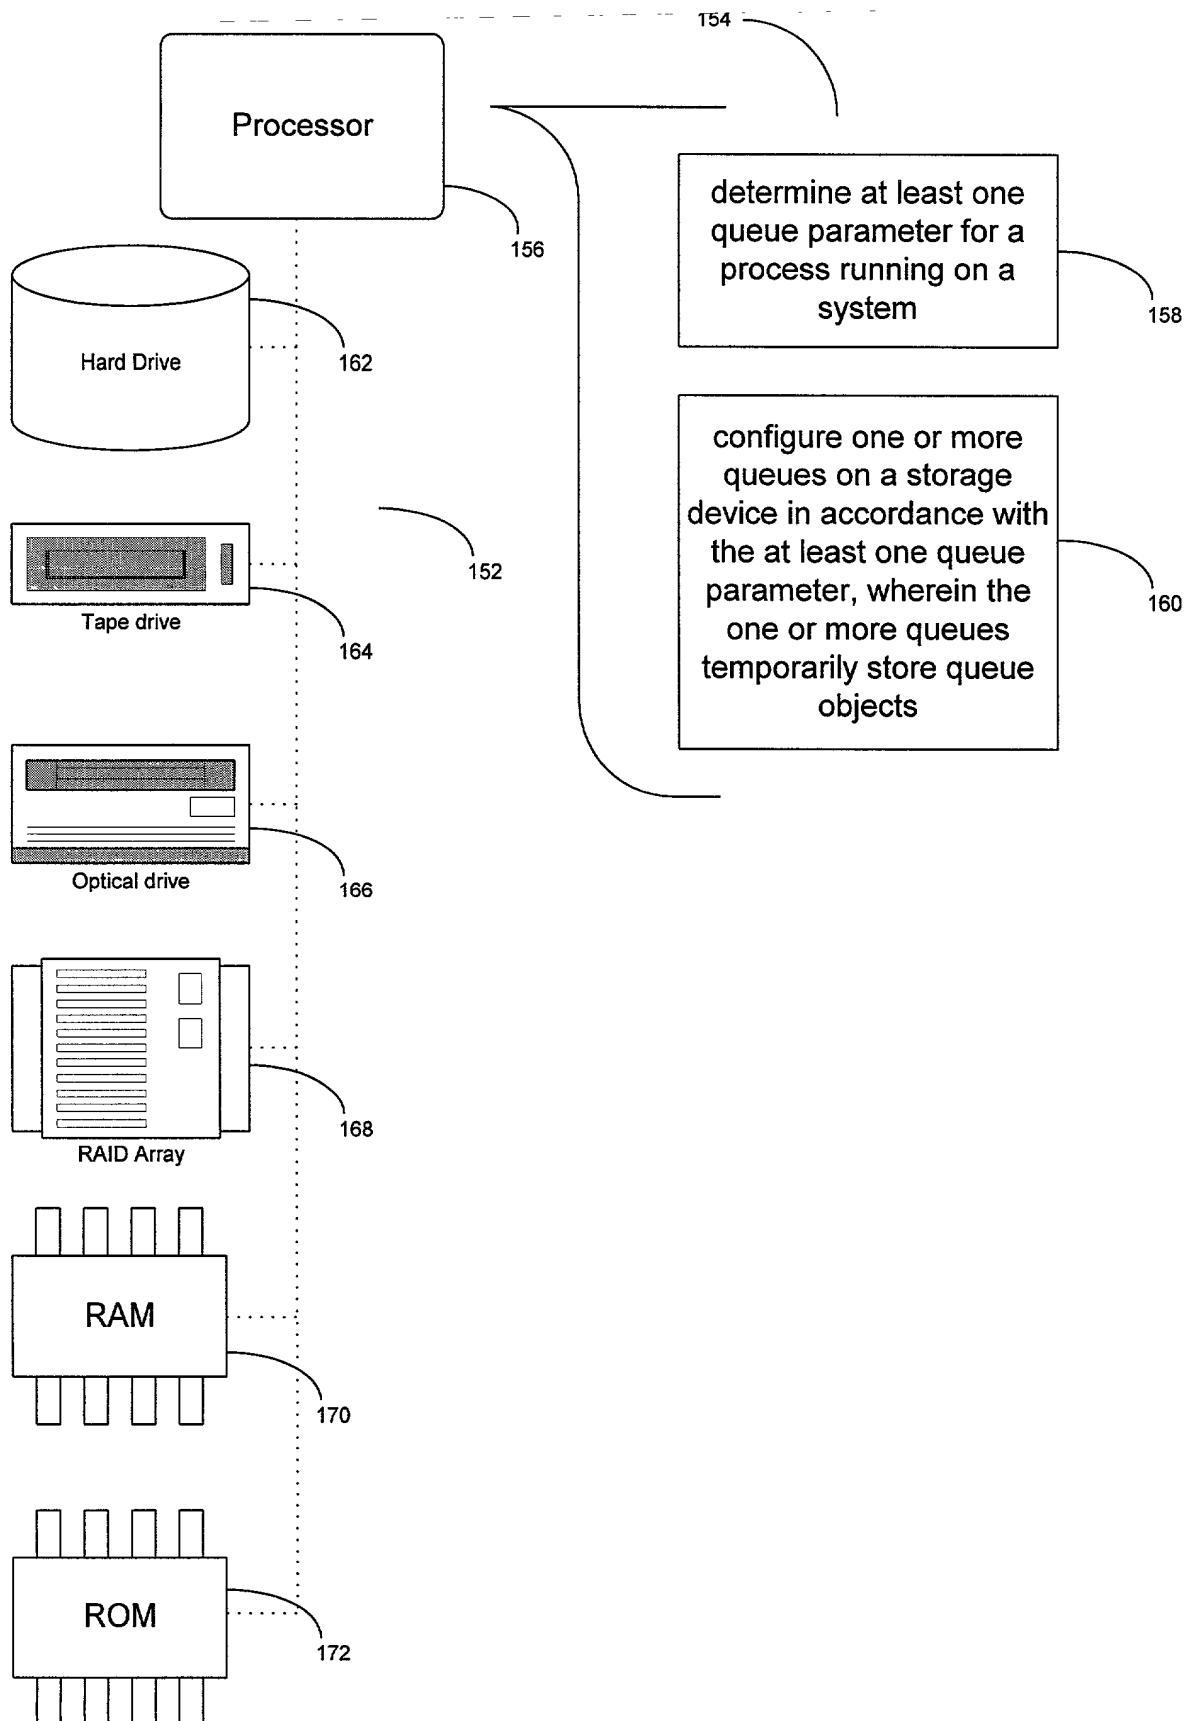 154
Processor
156
determine at least one
queue parameter for a
process running on a
system
158
Hard Drive
162
configure one or more
queues on a storage
device in accordance with
the at least one queue
parameter, wherein the
one or more queues
temporarily store queue
objects
160
152
Tape drive
164
Optical drive
166
RAID Array
168
RAM
170
ROM
172